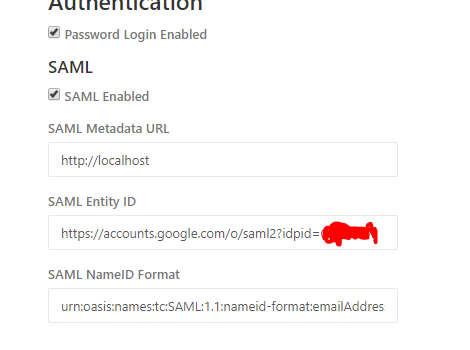 Authentication
Password Login Enabled
SAML
SAML Enabled
SAML Metadata URL
http://localhost
SAML Entity ID
https://accounts.google.com/o/saml2?idpid=
SAML NameID Format
urn:oasis:names:tc:SAML:1.1:nameid-format:emailAddres